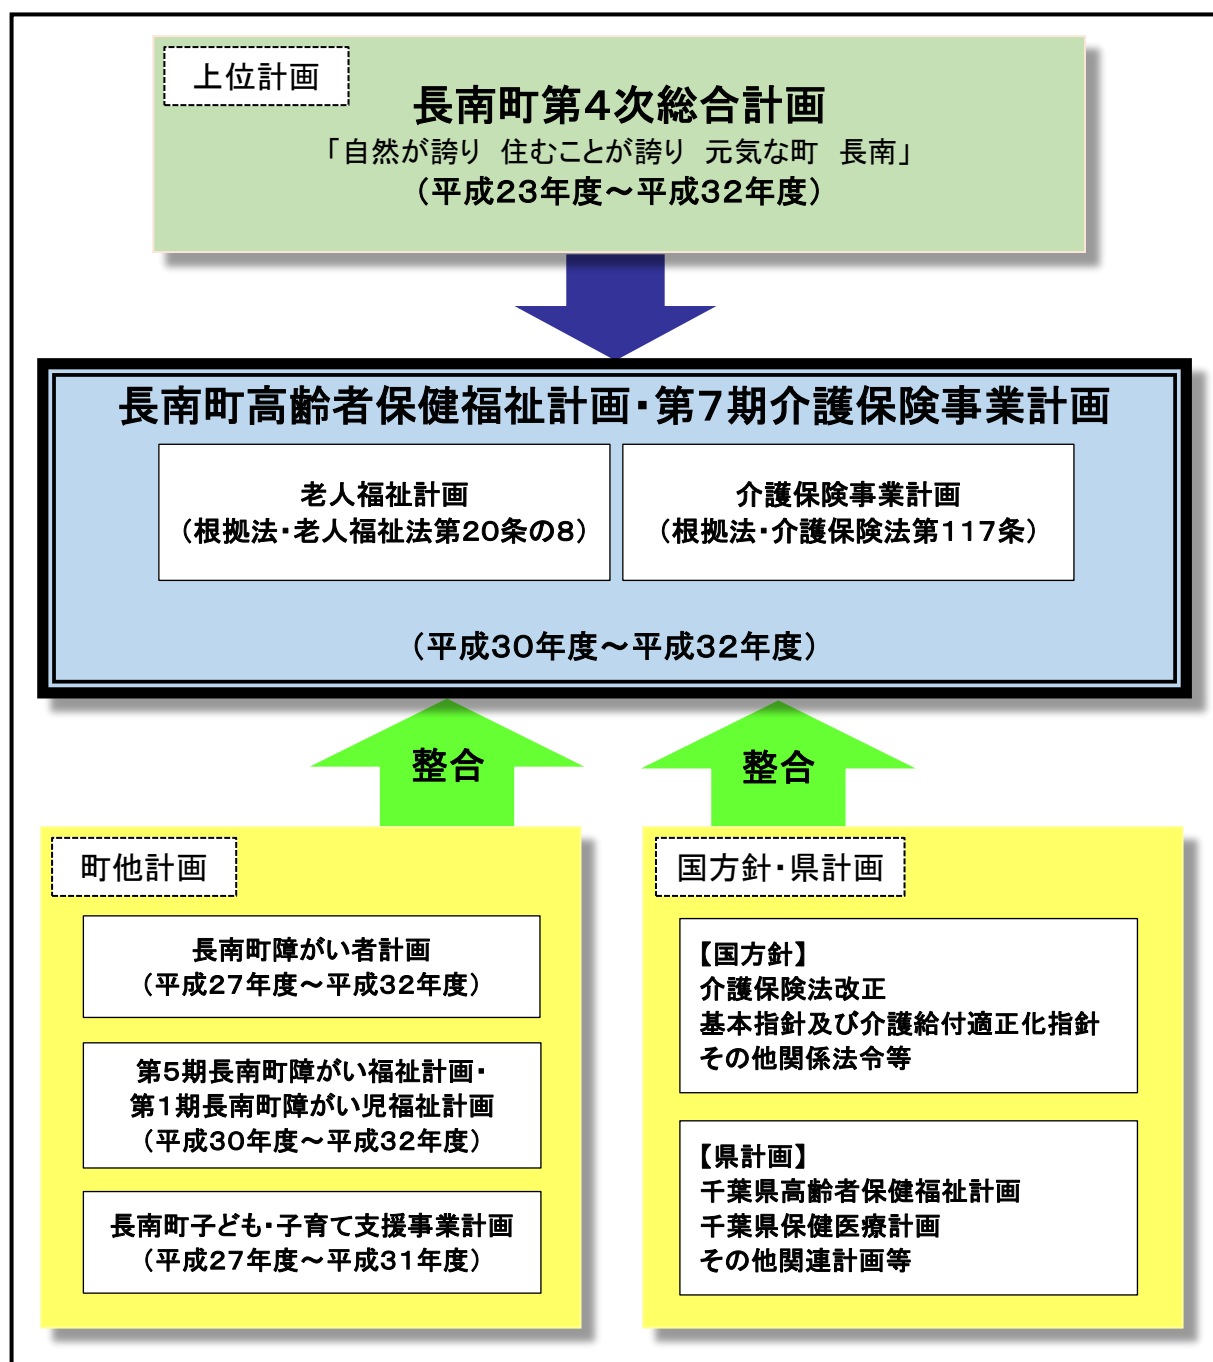 上位計画
長南町第4次総合計画
「自然が誇り　住むことが誇り　元気な町　長南」
（平成23年度～平成32年度）
長南町高齢者保健福祉計画・第7期介護保険事業計画
老人福祉計画
（根拠法・老人福祉法第20条の8）
介護保険事業計画
（根拠法・介護保険法第117条）
（平成30年度～平成32年度）
整合
整合
町他計画
長南町障がい者計画
（平成27年度～平成32年度）
第5期長南町障がい福祉計画・
第1期長南町障がい児福祉計画
（平成30年度～平成32年度）
長南町子ども・子育て支援事業計画
（平成27年度～平成31年度）
国方針・県計画
【国方針】
介護保険法改正
基本指針及び介護給付適正化指針
その他関係法令等
【県計画】
千葉県高齢者保健福祉計画
千葉県保健医療計画
その他関連計画等